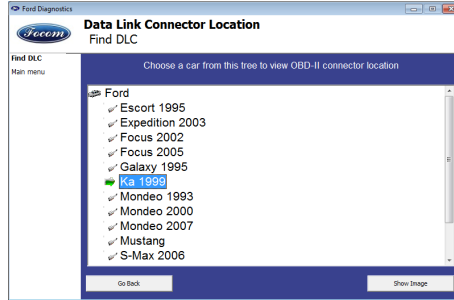 Ford Diagnostics
Focom
Data Link Connector Location
Find DLC
Find DLC
Main menu
Choose a car from this tree to view OBD-II connector location
Ford
Escort 1995
Expedition 2003
Focus 2002
Focus 2005
Galaxy 1995
Ka 1999
Mondeo 1993
Mondeo 2000
Mondeo 2007
Mustang
S-Max 2006
Go Back
Show Image